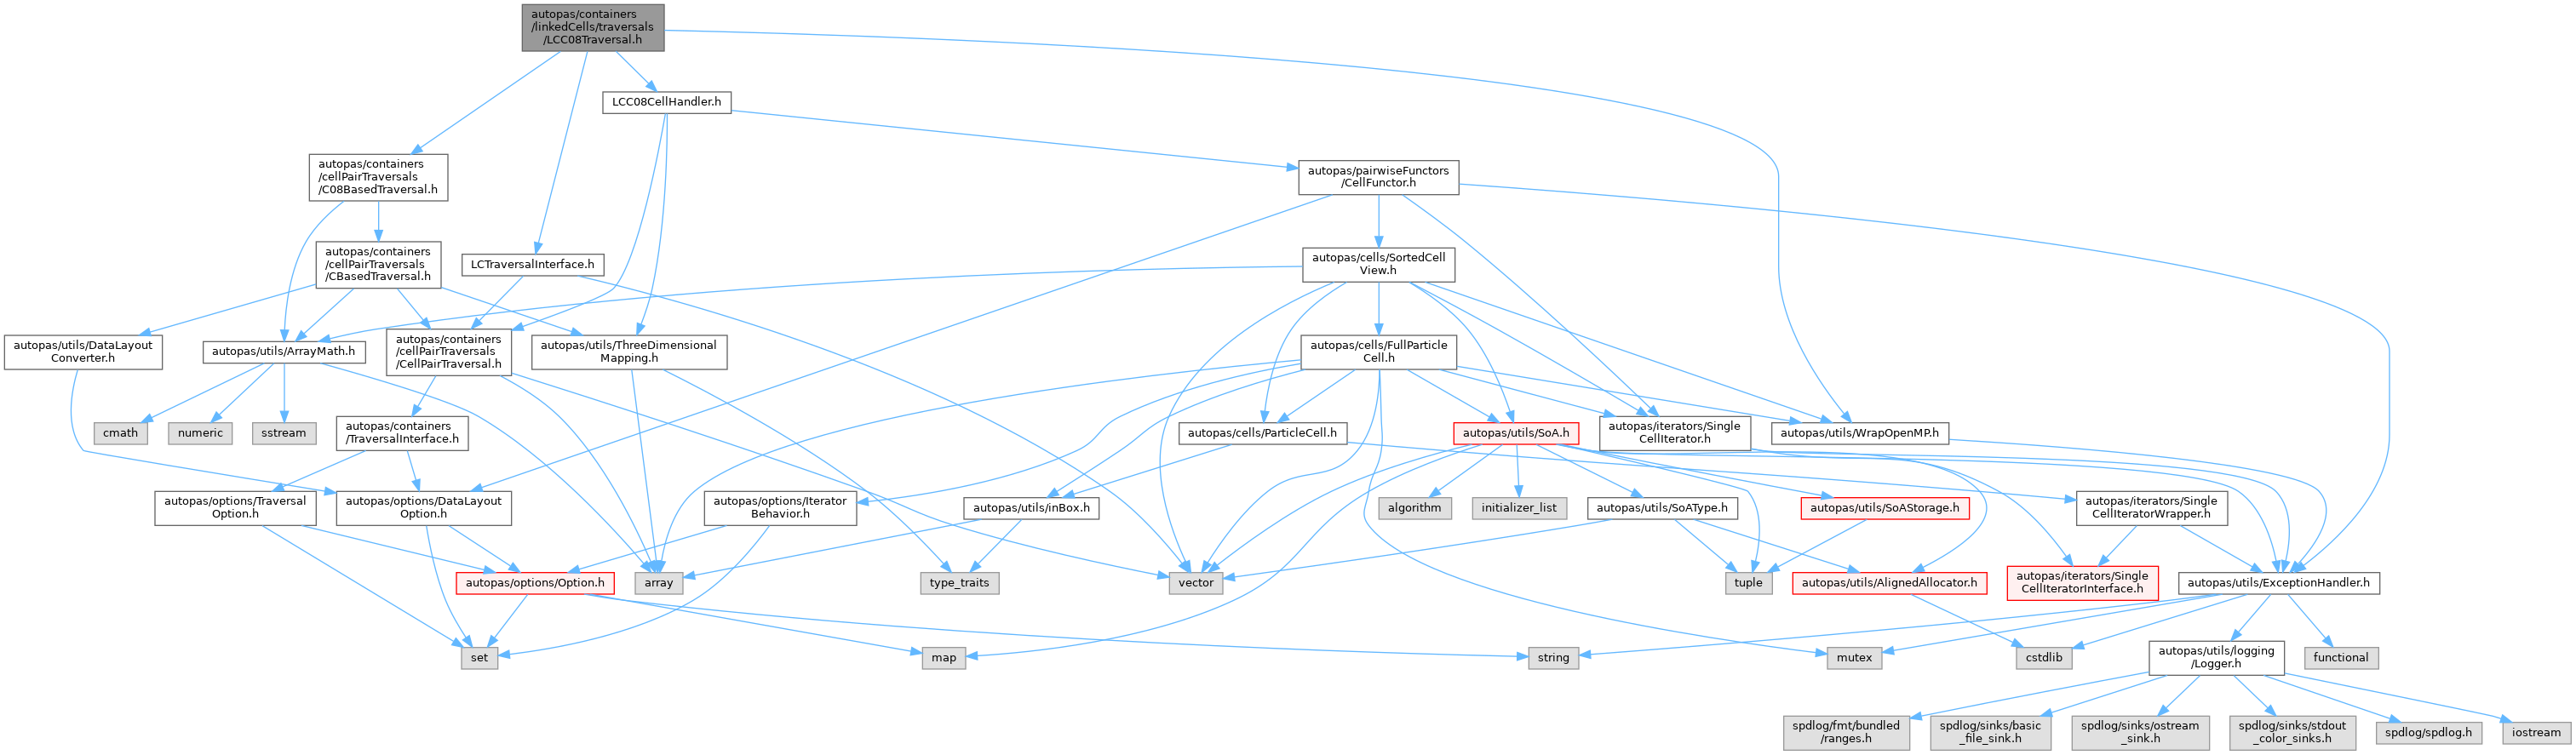 autopas/containers
/linkedCells/traversals
/LCC08Traversal.h
LCC08CellHandler.h
autopas/containers
/cellPairTraversals
/C08BasedTraversal.h
autopas/pairwiseFunctors
/CellFunctor.h
autopas/containers
/cellPairTraversals
/CBasedTraversal.h
LCTraversalInterface.h
autopas/cells/SortedCell
View.h
autopas/utils/DataLayout
Converter.h
autopas/utils/ArrayMath.h
autopas/containers
/cellPairTraversals
/CellPairTraversal.h
autopas/utils/ThreeDimensional
Mapping.h
autopas/cells/FullParticle
Cell.h
cmath
numeric
sstream
autopas/containers
/TraversalInterface.h
autopas/cells/ParticleCell.h
autopas/utils/SoA.h
autopas/iterators/Single
CellIterator.h
autopas/utils/WrapOpenMP.h
autopas/options/Traversal
Option.h
autopas/options/DataLayout
Option.h
autopas/options/Iterator
Behavior.h
autopas/utils/inBox.h
algorithm
initializer_list
autopas/utils/SoAType.h
autopas/utils/SoAStorage.h
autopas/iterators/Single
CellIteratorWrapper.h
autopas/options/Option.h
array
type_traits
vector
tuple
autopas/utils/AlignedAllocator.h
autopas/iterators/Single
CellIteratorInterface.h
autopas/utils/ExceptionHandler.h
set
map
string
mutex
cstdlib
autopas/utils/logging
/Logger.h
functional
spdlog/fmt/bundled
/ranges.h
spdlog/sinks/basic
_file_sink.h
spdlog/sinks/ostream
_sink.h
spdlog/sinks/stdout
_color_sinks.h
spdlog/spdlog.h
iostream